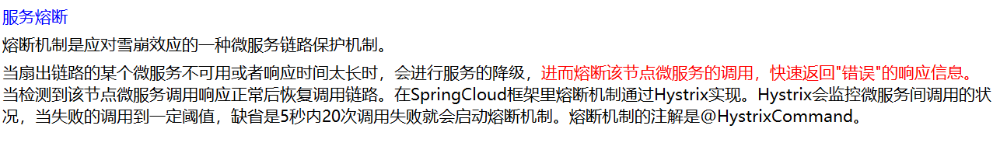 服务熔断
熔断机制是应对雪崩效应的一种微服务链路保护机制。
当扇出链路的某个微服务不可用或者响应时间太长时，会进行服务的降级，进而熔断该节点微服务的调用，快速返回"错误"的响应信息。
当检测到该节点微服务调用响应正常后恢复调用链路。在SpringCloud框架里熔断机制通过Hystrix实现。Hystrix会监控微服务间调用的状
况，当失败的调用到一定阈值，缺省是5秒内20次调用失败就会启动熔断机制。熔断机制的注解是@HystrixCommand。